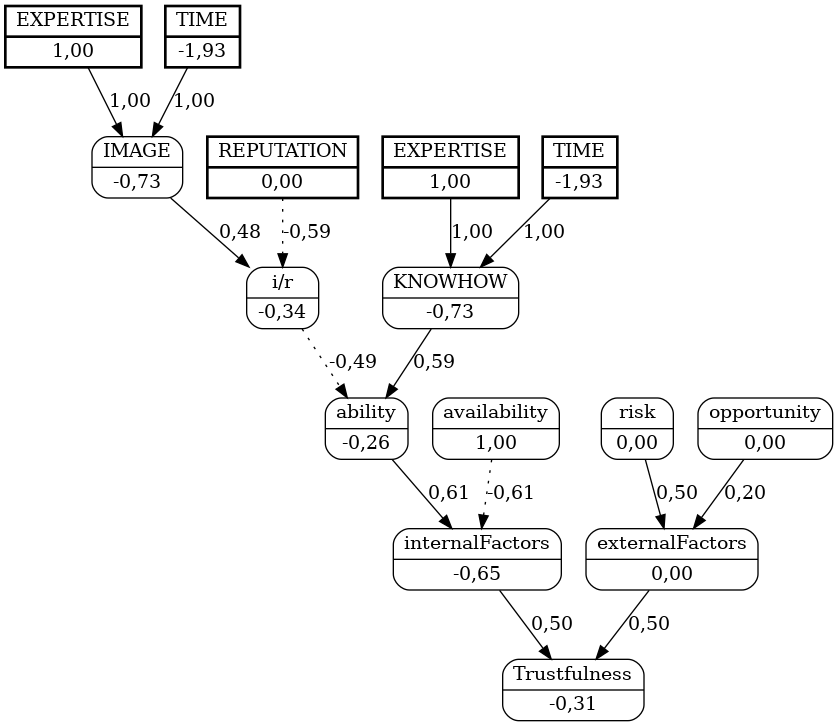 EXPERTISE
1,00
TIME
-1,93
1,00
1,00
IMAGE
-0,73
REPUTATION
0,00
EXPERTISE
1,00
TIME
-1,93
0,48
-0,59
1,00
1,00
i/r
-0,34
KNOWHOW
-0,73
-0,49
0,59
ability
-0,26
availability
1,00
risk
0,00
opportunity
0,00
0,61
-0,61
0,50
0,20
internalFactors
-0,65
externalFactors
0,00
0,50
0,50
Trustfulness
-0,31